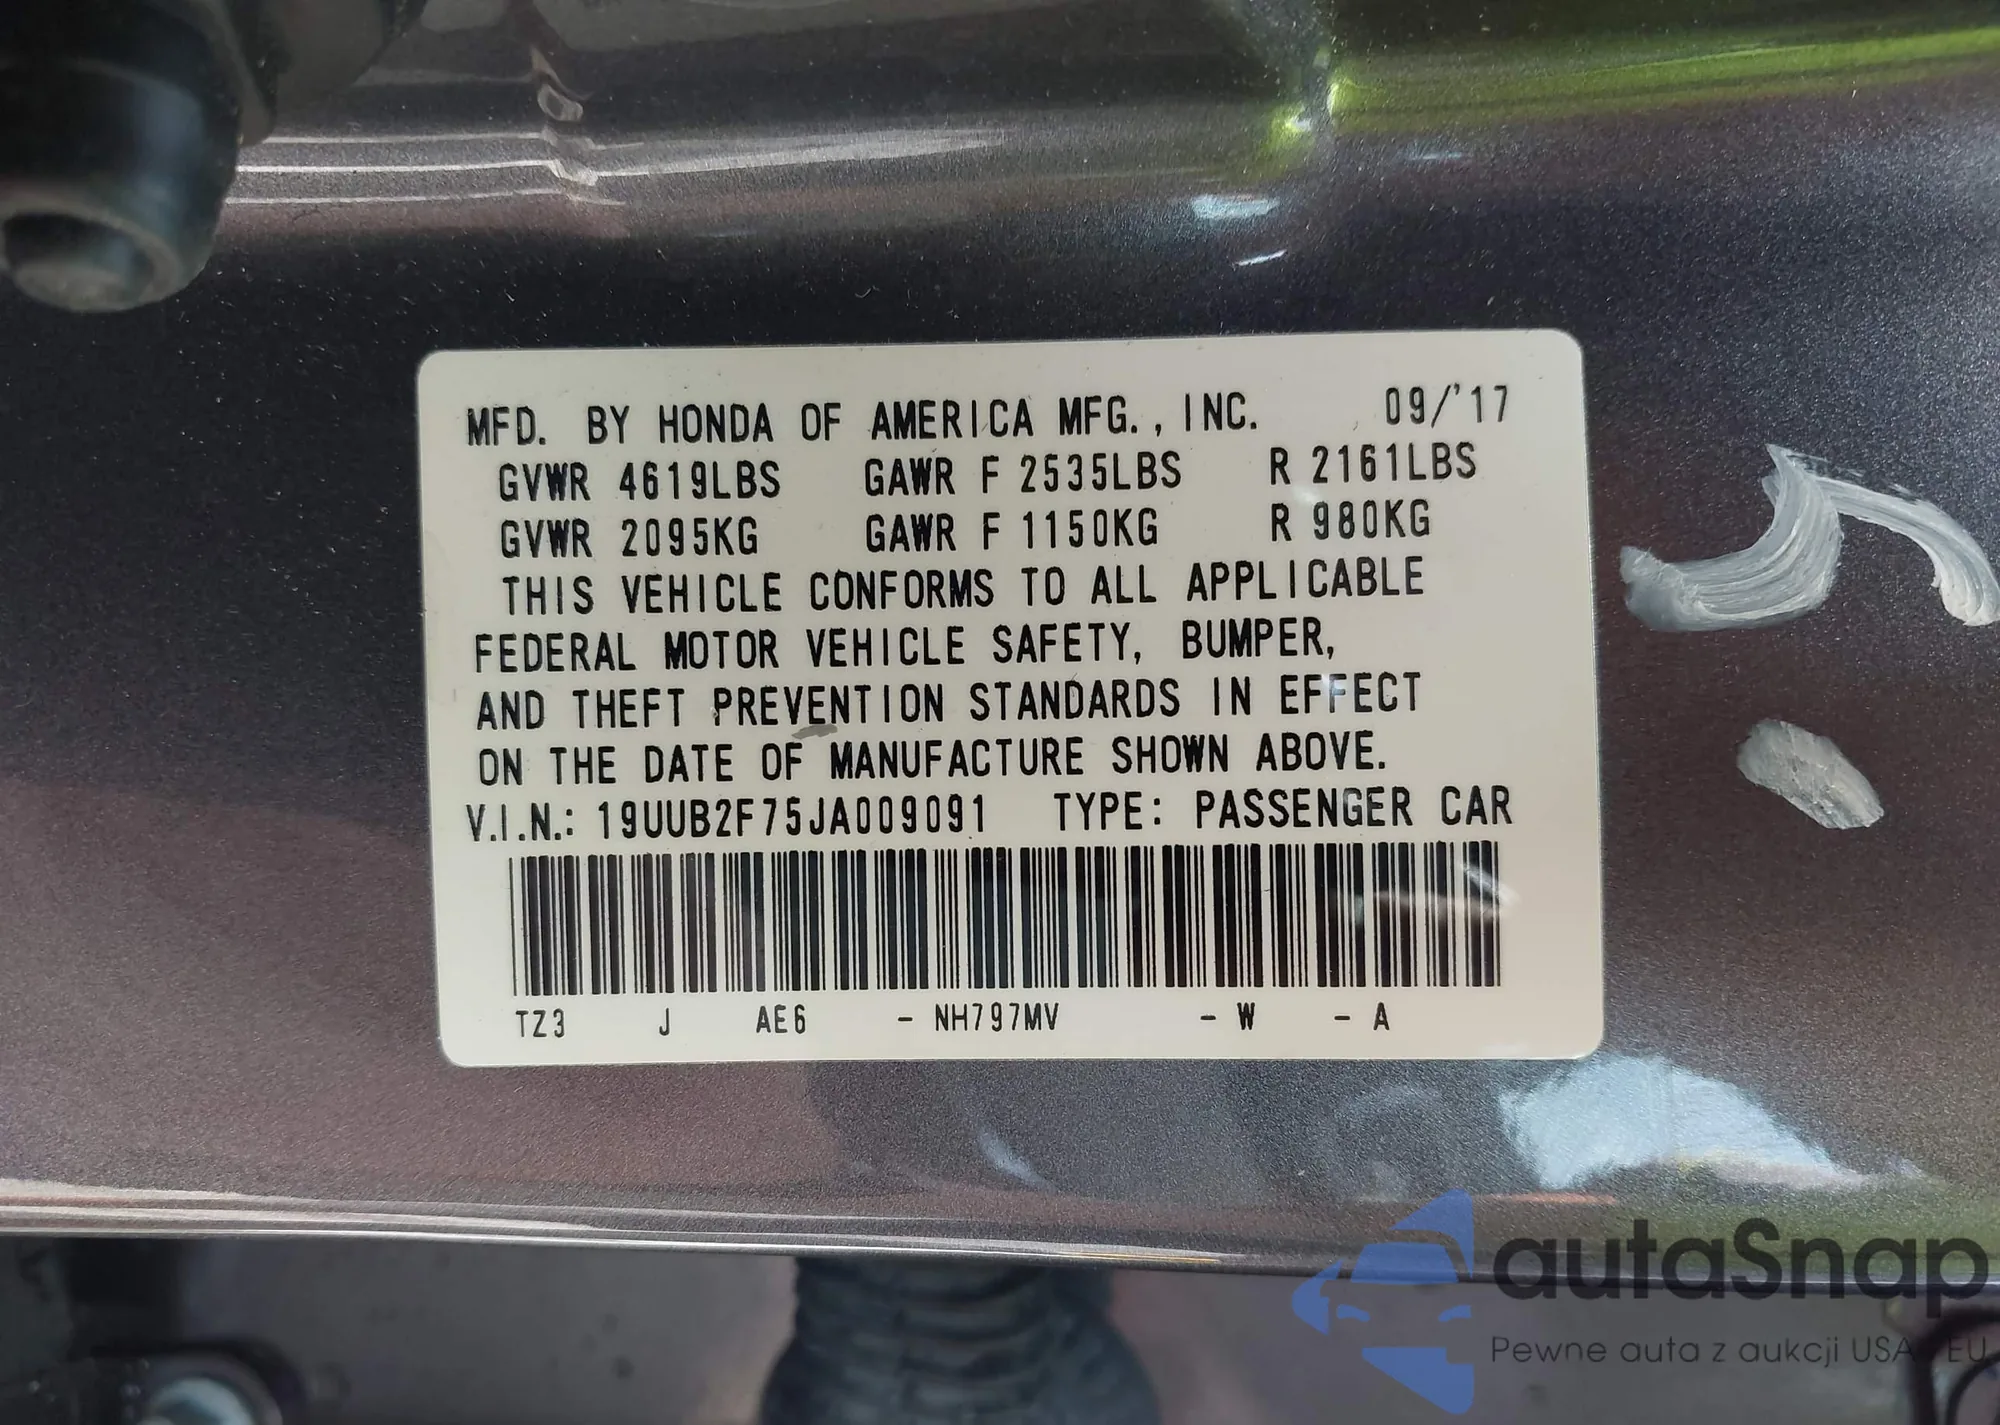 MFD. BY HONDA OF AMERICA MFG., INC. 09/'17
GVWR 4619LBS GAWR F 2535LBS R 2161LBS
GVWR 2095KG GAWR F 1150KG R 980KG
THIS VEHICLE CONFORMS TO ALL APPLICABLE
FEDERAL MOTOR VEHICLE SAFETY, BUMPER,
AND THEFT PREVENTION STANDARDS IN EFFECT
ON THE DATE OF MANUFACTURE SHOWN ABOVE.
V.I.N.: 19UUB2F75JA009091 TYPE: PASSENGER CAR
TZ3 J AE6 - NH797MV - W - A
autaSnap
Pewne auta z aukcji USA EU